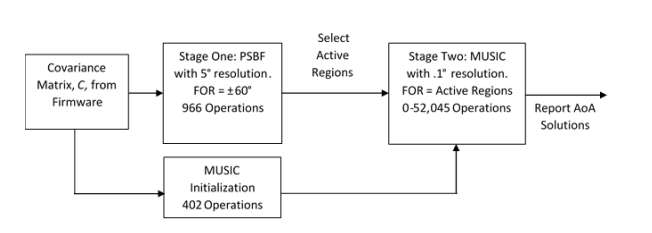 Covariance
Matrix, C, from
Firmware
Stage One: PSBF
with 5° resolution.
FOR = ±60°
966 Operations
Select
Active
Regions
MUSIC
Initialization
402 Operations
Stage Two: MUSIC
with .1° resolution.
FOR = Active Regions
0-52,045 Operations
Report AoA
Solutions